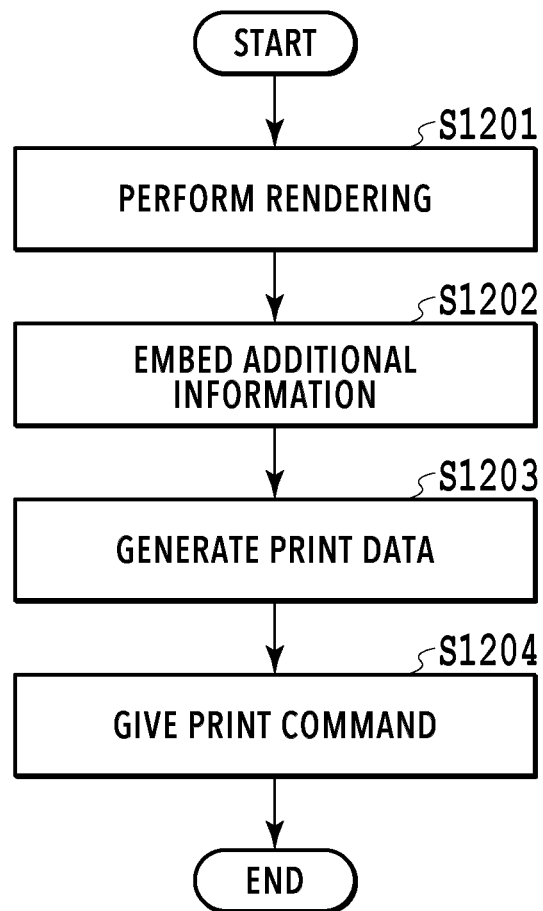 START
S1201
PERFORM RENDERING
S1202
EMBED ADDITIONAL
INFORMATION
S1203
GENERATE PRINT DATA
S1204
GIVE PRINT COMMAND
END